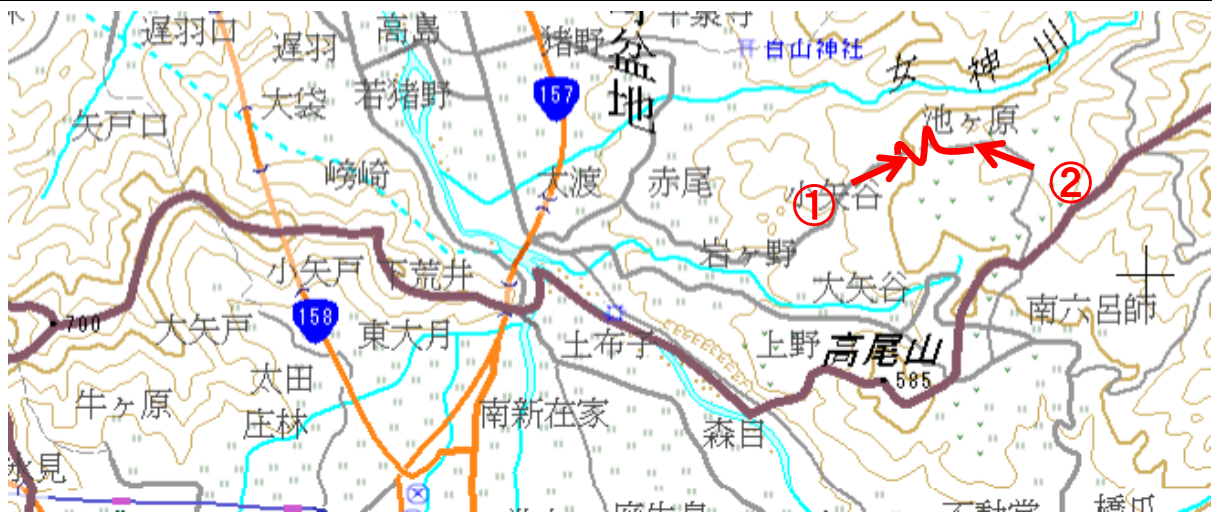 遅羽口
遅羽
高島
猪野
盆地
平泉寺
白山神社
女神川
157
大袋
若猪野
池ヶ原
矢戸口
嵭崎
大渡
赤尾
小矢谷
①
②
岩ヶ野
小矢戸
下荒井
大矢谷
南六呂師
700
大矢戸
158
東大月
土布子
上野
高尾山
585
太田
牛ヶ原
庄林
南新在家
森目